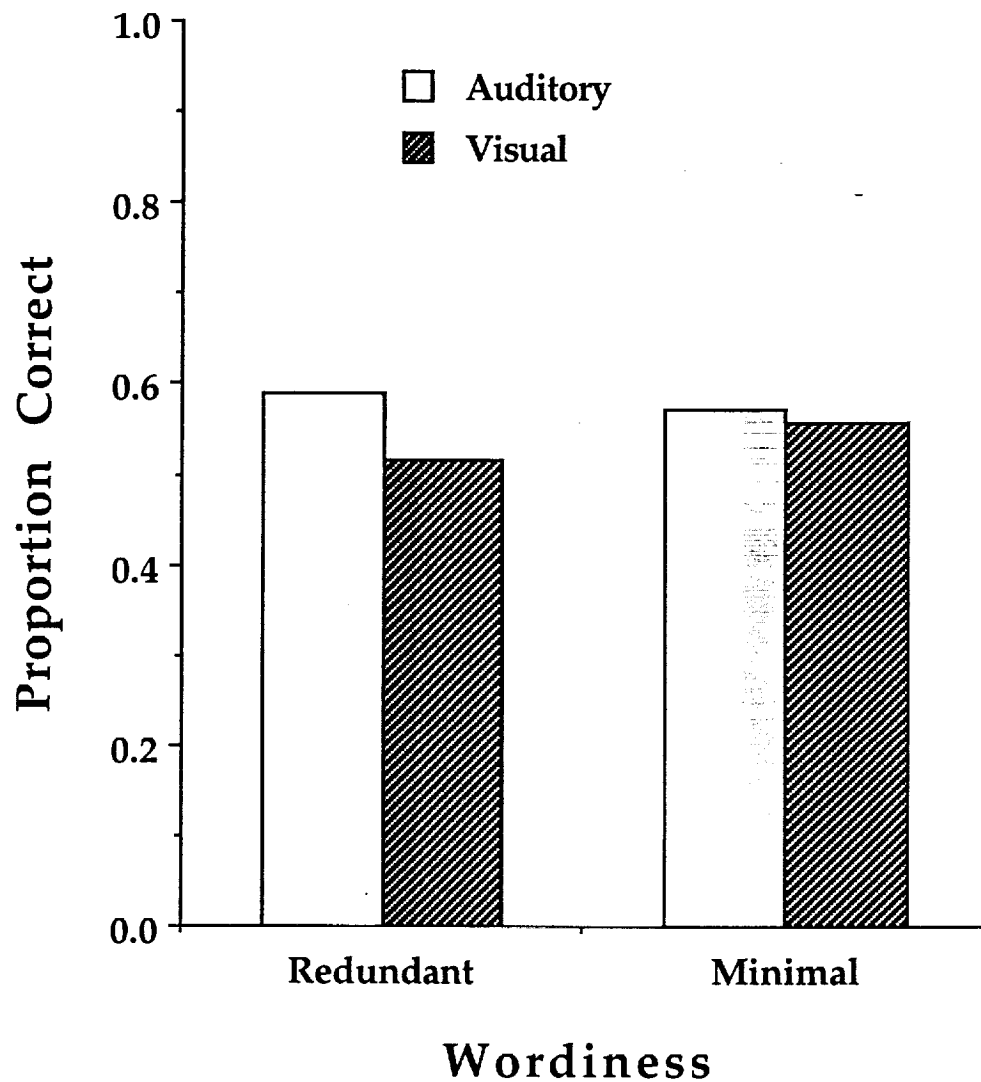 1.0
Auditory
Visual
0.8
0.6
0.4
0.2
0.0
Proportion Correct
Redundant
Minimal
Wordiness